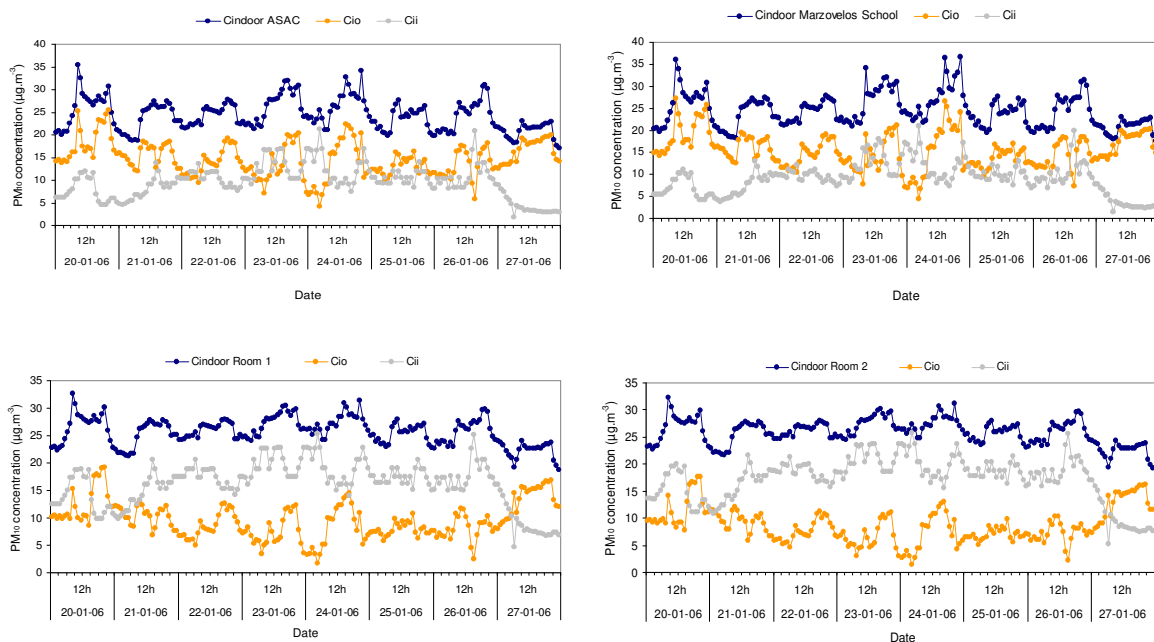 Cindoor ASAC Cio Cii
PM10 concentration (µg.m-3)
40
35
30
25
20
15
10
5
0
12h 12h 12h 12h 12h 12h 12h 12h
20-01-06 21-01-06 22-01-06 23-01-06 24-01-06 25-01-06 26-01-06 27-01-06
Date
Cindoor Marzovelos School Cio Cii
PM10 concentration (µg.m-3)
40
35
30
25
20
15
10
5
0
12h 12h 12h 12h 12h 12h 12h 12h
20-01-06 21-01-06 22-01-06 23-01-06 24-01-06 25-01-06 26-01-06 27-01-06
Date
Cindoor Room 1 Cio Cii
PM10 concentration (µg.m-3)
35
30
25
20
15
10
5
0
12h 12h 12h 12h 12h 12h 12h 12h
20-01-06 21-01-06 22-01-06 23-01-06 24-01-06 25-01-06 26-01-06 27-01-06
Date
Cindoor Room 2 Cio Cii
PM10 concentration (µg.m-3)
35
30
25
20
15
10
5
0
12h 12h 12h 12h 12h 12h 12h 12h
20-01-06 21-01-06 22-01-06 23-01-06 24-01-06 25-01-06 26-01-06 27-01-06
Date